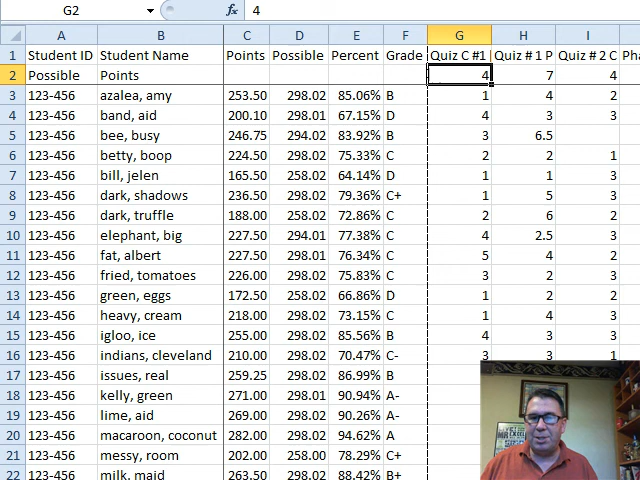 G2 fx 4
A B C D E F G H I
1 Student ID Student Name Points Possible Percent Grade Quiz C #1 Quiz # 1 P Quiz # 2 C Pha
2 Possible Points 4 7 4
3 123-456 azalea, amy 253.50 298.02 85.06% B 1 4 2
4 123-456 band, aid 200.10 298.01 67.15% D 4 3 3
5 123-456 bee, busy 246.75 294.02 83.92% B 3 6.5
6 123-456 betty, boop 224.50 298.02 75.33% C 2 2 1
7 123-456 bill, jelen 165.50 258.02 64.14% D 1 1 3
8 123-456 dark, shadows 236.50 298.02 79.36% C+ 1 5 3
9 123-456 dark, truffle 188.00 258.02 72.86% C 2 6 2
10 123-456 elephant, big 227.50 294.01 77.38% C 4 2.5 3
11 123-456 fat, albert 227.50 298.01 76.34% C 5 4 2
12 123-456 fried, tomatoes 226.00 298.02 75.83% C 3 2 3
13 123-456 green, eggs 172.50 258.02 66.86% D 1 2 2
14 123-456 heavy, cream 218.00 298.02 73.15% C 1 4 3
15 123-456 igloo, ice 255.00 298.02 85.56% B 4 3 3
16 123-456 indians, cleveland 210.00 298.02 70.47% C- 3 3 1
17 123-456 issues, real 259.25 298.02 86.99% B
18 123-456 kelly, green 271.00 298.01 90.94% A-
19 123-456 lime, aid 269.00 298.02 90.26% A-
20 123-456 macaroon, coconut 282.00 298.02 94.62% A
21 123-456 messy, room 202.00 258.00 78.29% C+
22 123-456 milk, maid 263.50 298.02 88.42% B+